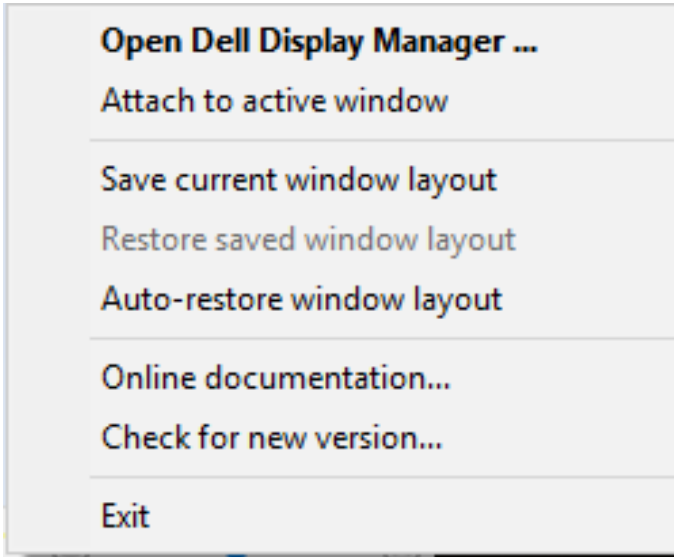 Open Dell Display Manager ...
Attach to active window
Save current window layout
Restore saved window layout
Auto-restore window layout
Online documentation...
Check for new version...
Exit